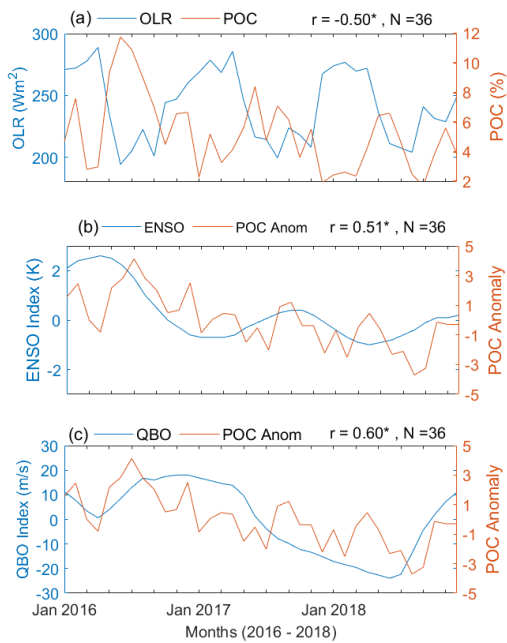 (a) OLR POC r = -0.50* , N =36
300
250
200
OLR (Wm²)
12
10
8
6
4
2
POC (%)
(b) ENSO POC Anom r = 0.51* , N =36
2
0
-2
ENSO Index (K)
5
3
1
-1
-3
-5
POC Anomaly
(c) QBO POC Anom r = 0.60* , N =36
30
20
10
0
-10
-20
-30
QBO Index (m/s)
5
3
1
-1
-3
-5
POC Anomaly
Jan 2016 Jan 2017 Jan 2018
Months (2016 - 2018)